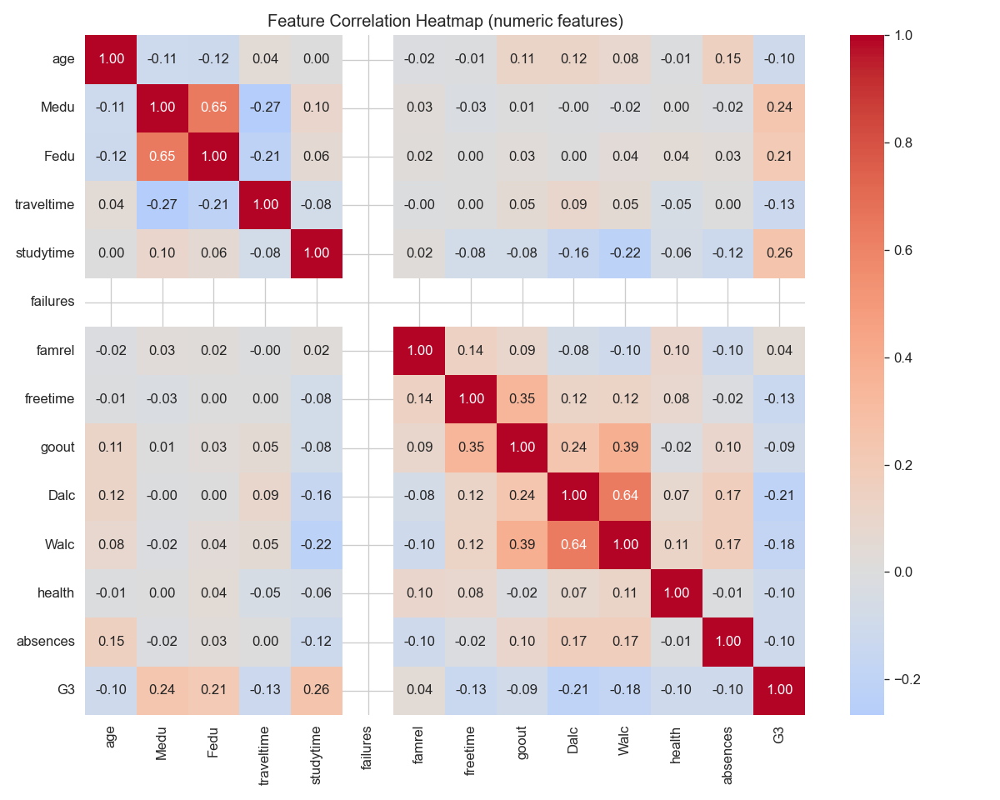 Feature Correlation Heatmap (numeric features)
age 1.00 -0.11 -0.12 0.04 0.00 -0.02 -0.01 0.11 0.12 0.08 -0.01 0.15 -0.10
Medu -0.11 1.00 0.65 -0.27 0.10 0.03 -0.03 0.01 -0.00 -0.02 0.00 -0.02 0.24
Fedu -0.12 0.65 1.00 -0.21 0.06 0.02 0.00 0.03 0.00 0.04 0.04 0.03 0.21
traveltime 0.04 -0.27 -0.21 1.00 -0.08 -0.00 0.00 0.05 0.09 0.05 -0.05 0.00 -0.13
studytime 0.00 0.10 0.06 -0.08 1.00 0.02 -0.08 -0.08 -0.16 -0.22 -0.06 -0.12 0.26
failures
famrel -0.02 0.03 0.02 -0.00 0.02 1.00 0.14 0.09 -0.08 -0.10 0.10 -0.10 0.04
freetime -0.01 -0.03 0.00 0.00 -0.08 0.14 1.00 0.35 0.12 0.12 0.08 -0.02 -0.13
goout 0.11 0.01 0.03 0.05 -0.08 0.09 0.35 1.00 0.24 0.39 -0.02 0.10 -0.09
Dalc 0.12 -0.00 0.00 0.09 -0.16 -0.08 0.12 0.24 1.00 0.64 0.07 0.17 -0.21
Walc 0.08 -0.02 0.04 0.05 -0.22 -0.10 0.12 0.39 0.64 1.00 0.11 0.17 -0.18
health -0.01 0.00 0.04 -0.05 -0.06 0.10 0.08 -0.02 0.07 0.11 1.00 -0.01 -0.10
absences 0.15 -0.02 0.03 0.00 -0.12 -0.10 -0.02 0.10 0.17 0.17 -0.01 1.00 -0.10
G3 -0.10 0.24 0.21 -0.13 0.26 0.04 -0.13 -0.09 -0.21 -0.18 -0.10 -0.10 1.00
age Medu Fedu traveltime studytime failures famrel freetime goout Dalc Walc health absences G3
1.0
0.8
0.6
0.4
0.2
0.0
−0.2